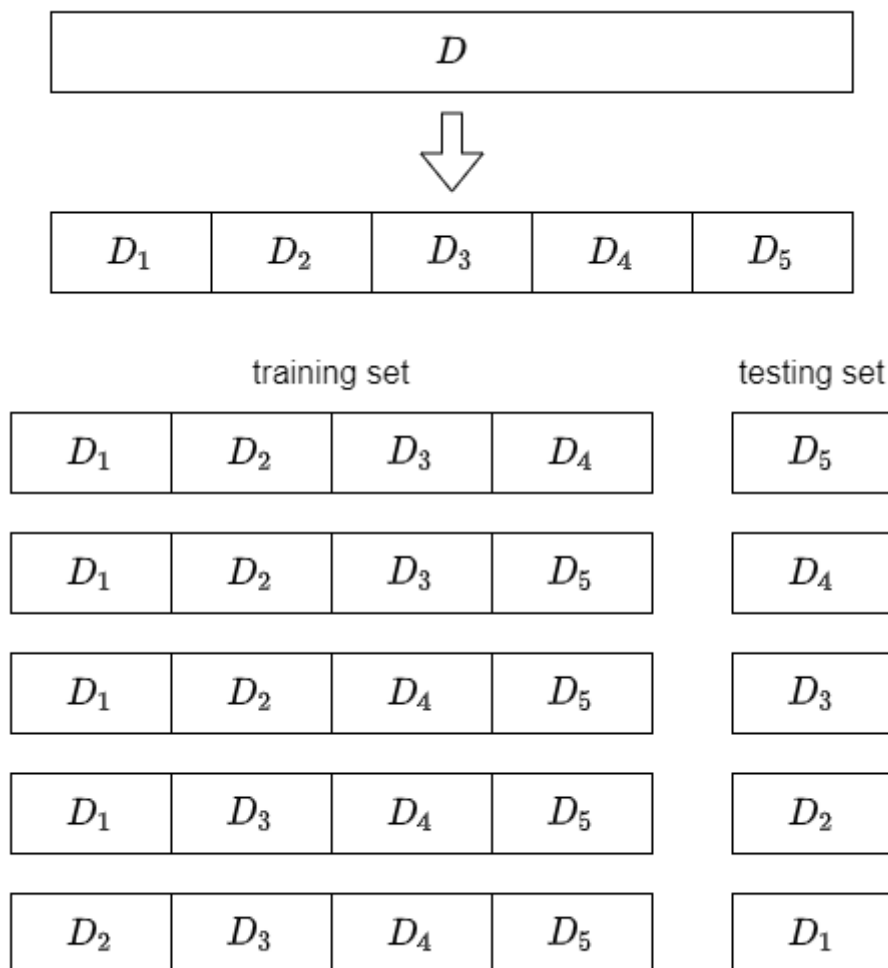 D
D₁ D₂ D₃ D₄ D₅
training set testing set
D₁ D₂ D₃ D₄ D₅
D₁ D₂ D₃ D₅ D₄
D₁ D₂ D₄ D₅ D₃
D₁ D₃ D₄ D₅ D₂
D₂ D₃ D₄ D₅ D₁